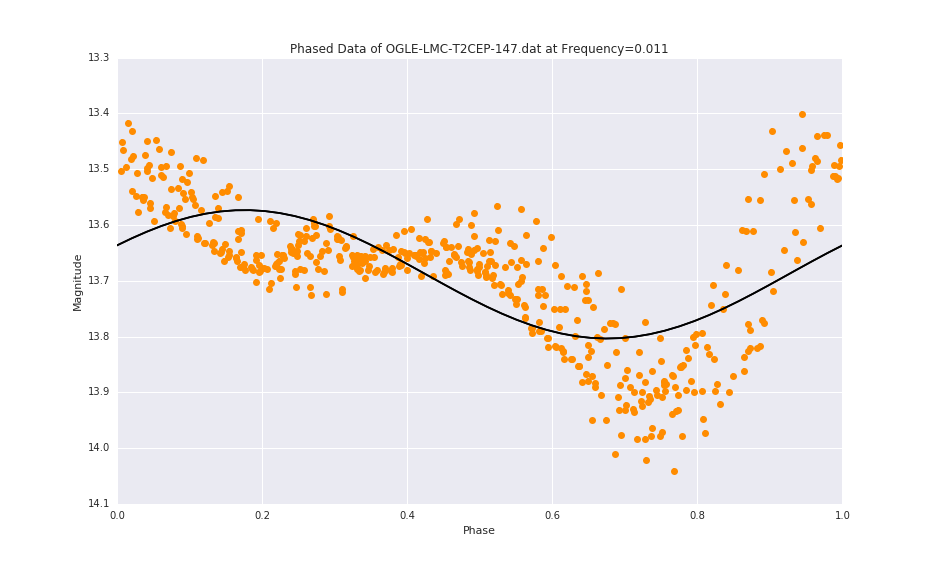 Phased Data of OGLE-LMC-T2CEP-147.dat at Frequency=0.011
13.3
13.4
13.5
13.6
13.7
13.8
13.9
14.0
14.1
Magnitude
0.0 0.2 0.4 0.6 0.8 1.0
Phase